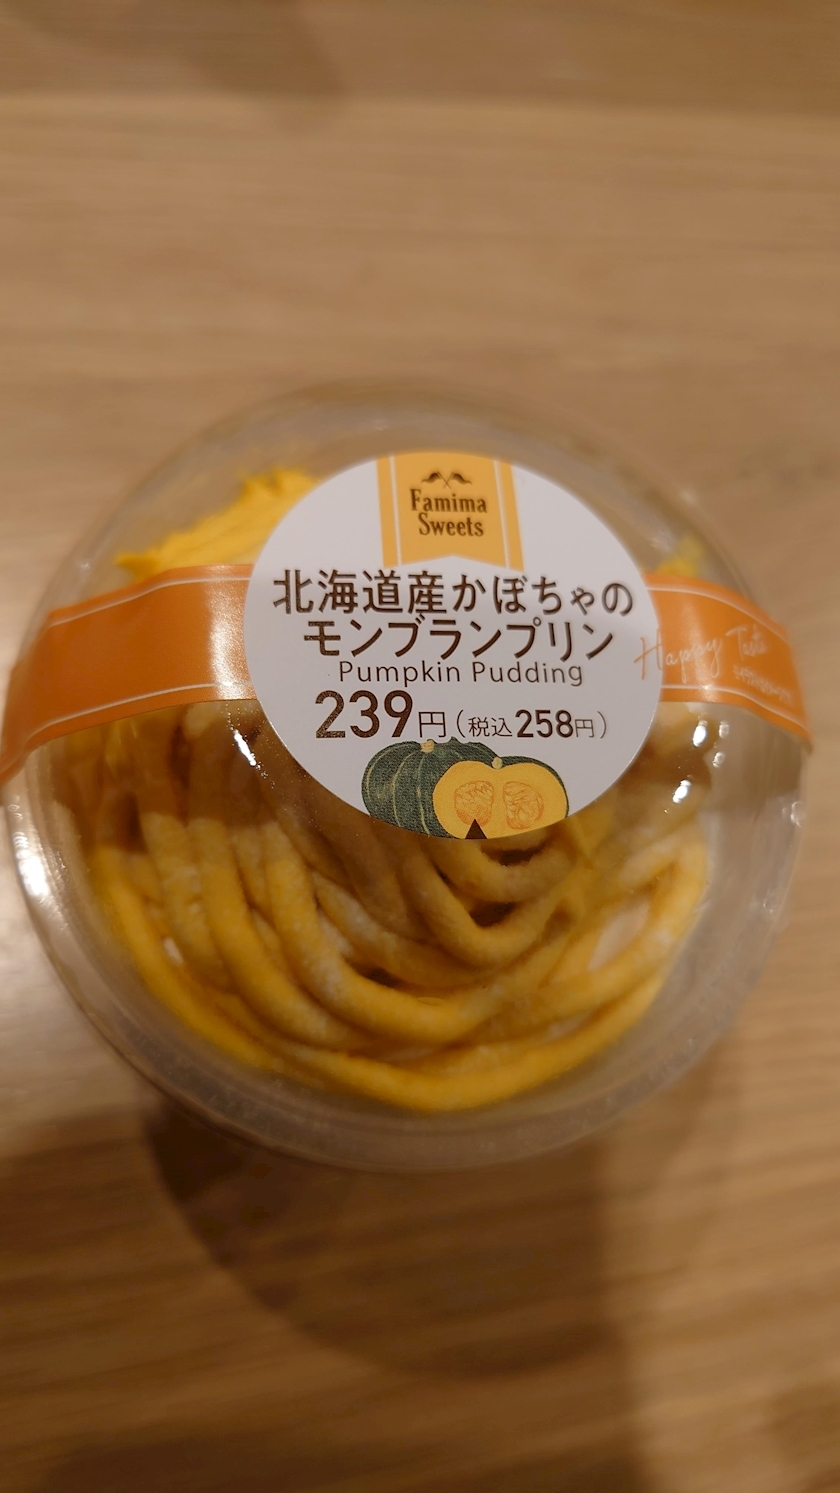 Famima
Sweets
北海道産かぼちゃの
モンブランプリン
Pumpkin Pudding
239円(税込258円)
Happy Taste